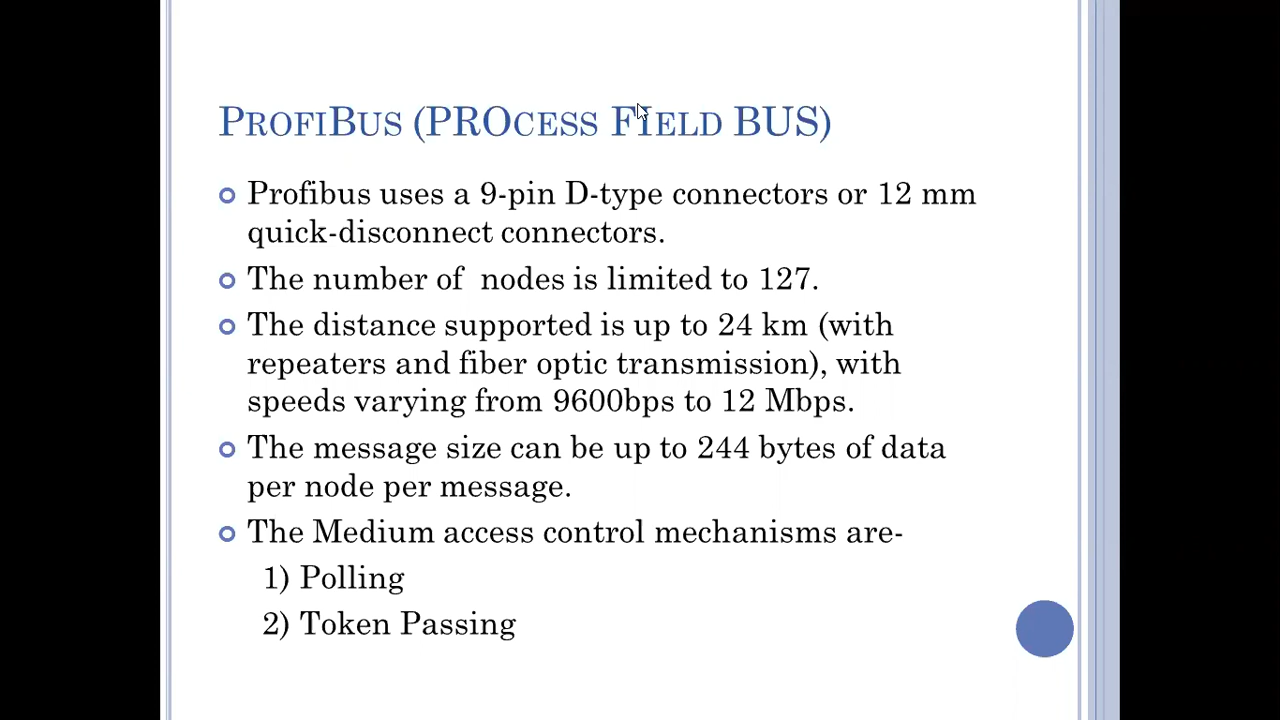 PROFIBUS (PROCESS FIELD BUS)
Profibus uses a 9-pin D-type connectors or 12 mm
quick-disconnect connectors.
The number of  nodes is limited to 127.
The distance supported is up to 24 km (with
repeaters and fiber optic transmission), with
speeds varying from 9600bps to 12 Mbps.
The message size can be up to 244 bytes of data
per node per message.
The Medium access control mechanisms are-
1) Polling
2) Token Passing